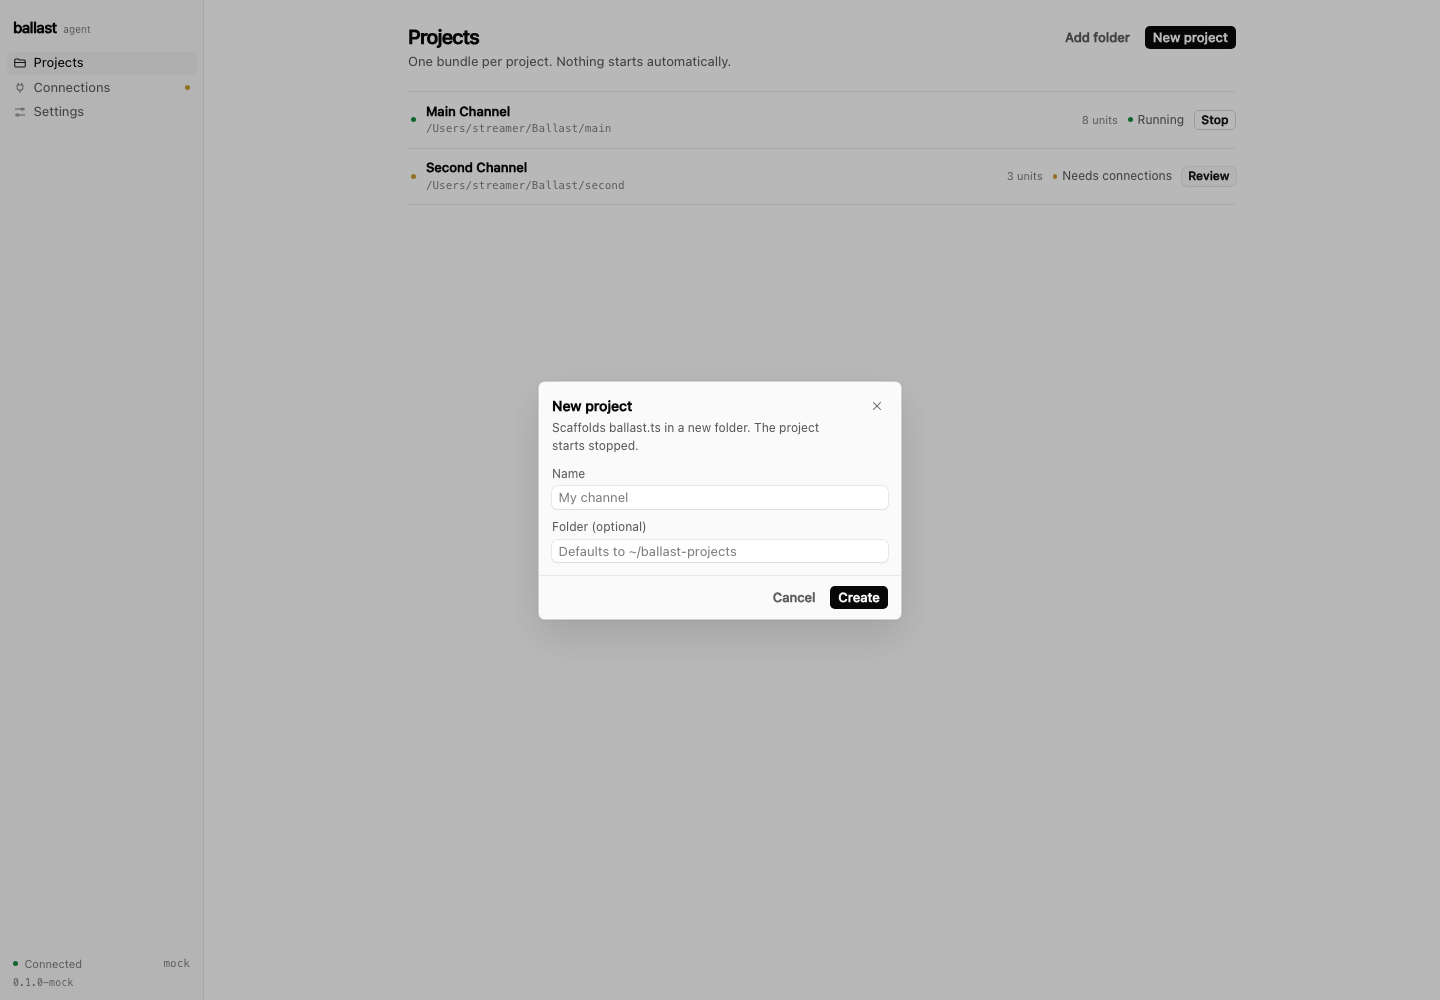 ballast agent
Projects
Connections
Settings
Projects
One bundle per project. Nothing starts automatically.
Add folder
New project
Main Channel
/Users/streamer/Ballast/main
8 units
Running
Stop
Second Channel
/Users/streamer/Ballast/second
3 units
Needs connections
Review
New project
Scaffolds ballast.ts in a new folder. The project
starts stopped.
Name
My channel
Folder (optional)
Defaults to ~/ballast-projects
Cancel
Create
Connected
mock
0.1.0-mock